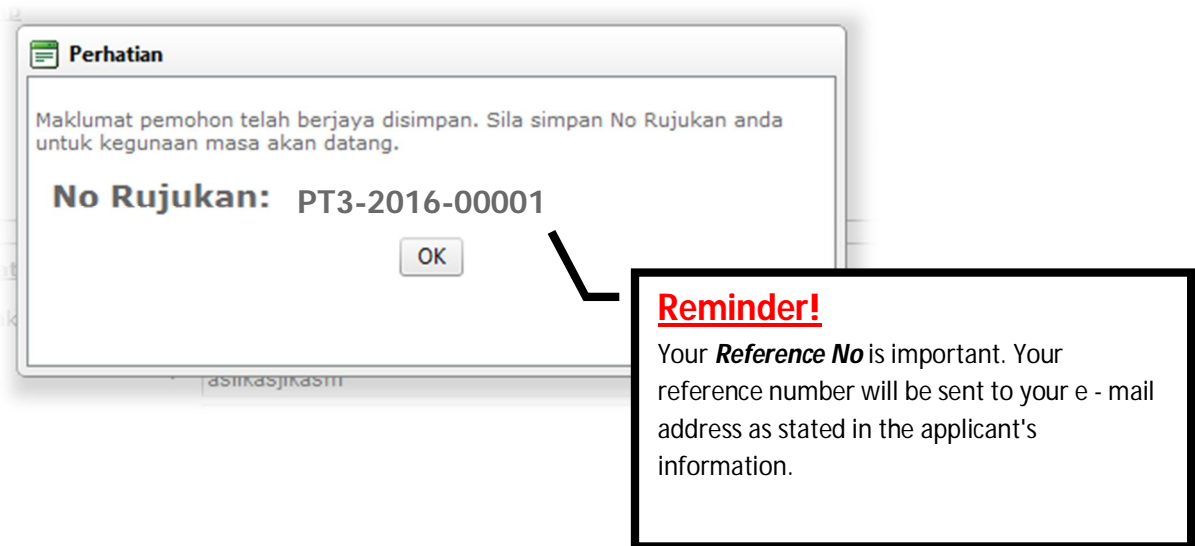 Perhatian
Maklumat pemohon telah berjaya disimpan. Sila simpan No Rujukan anda
untuk kegunaan masa akan datang.
No Rujukan: PT3-2016-00001
OK
Reminder!
Your Reference No is important. Your
reference number will be sent to your e - mail
address as stated in the applicant's
information.